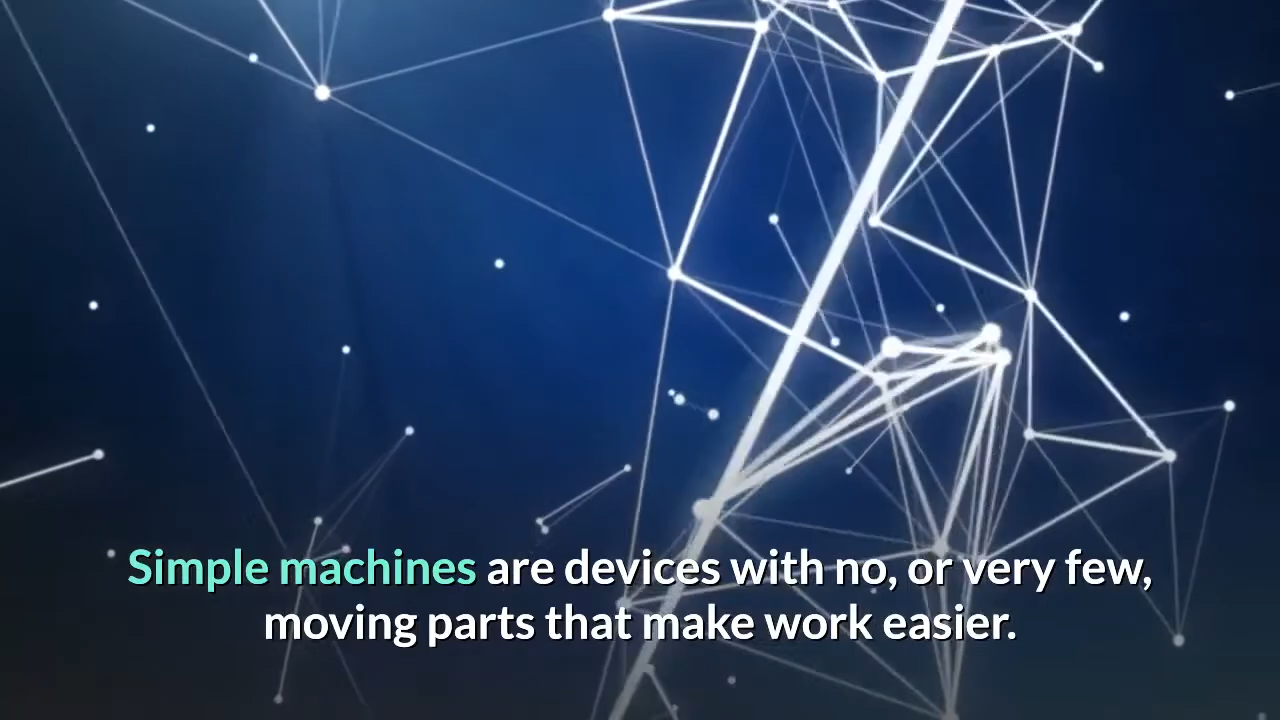 Simple machines are devices with no, or very few,
moving parts that make work easier.